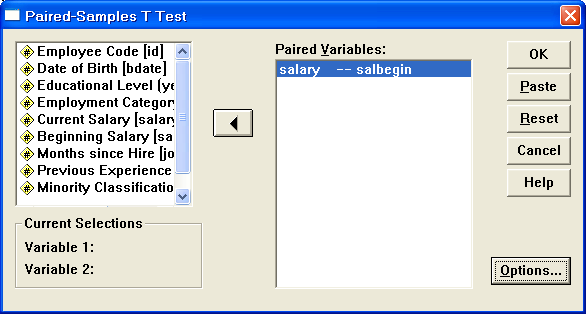 Paired-Samples T Test
Employee Code [id]
Date of Birth [bdate]
Educational Level (ye
Employment Category
Current Salary [salary
Beginning Salary [sa
Months since Hire [jo
Previous Experience
Minority Classificatio
Current Selections
Variable 1:
Variable 2:
Paired Variables:
salary -- salbegin
OK
Paste
Reset
Cancel
Help
Options...